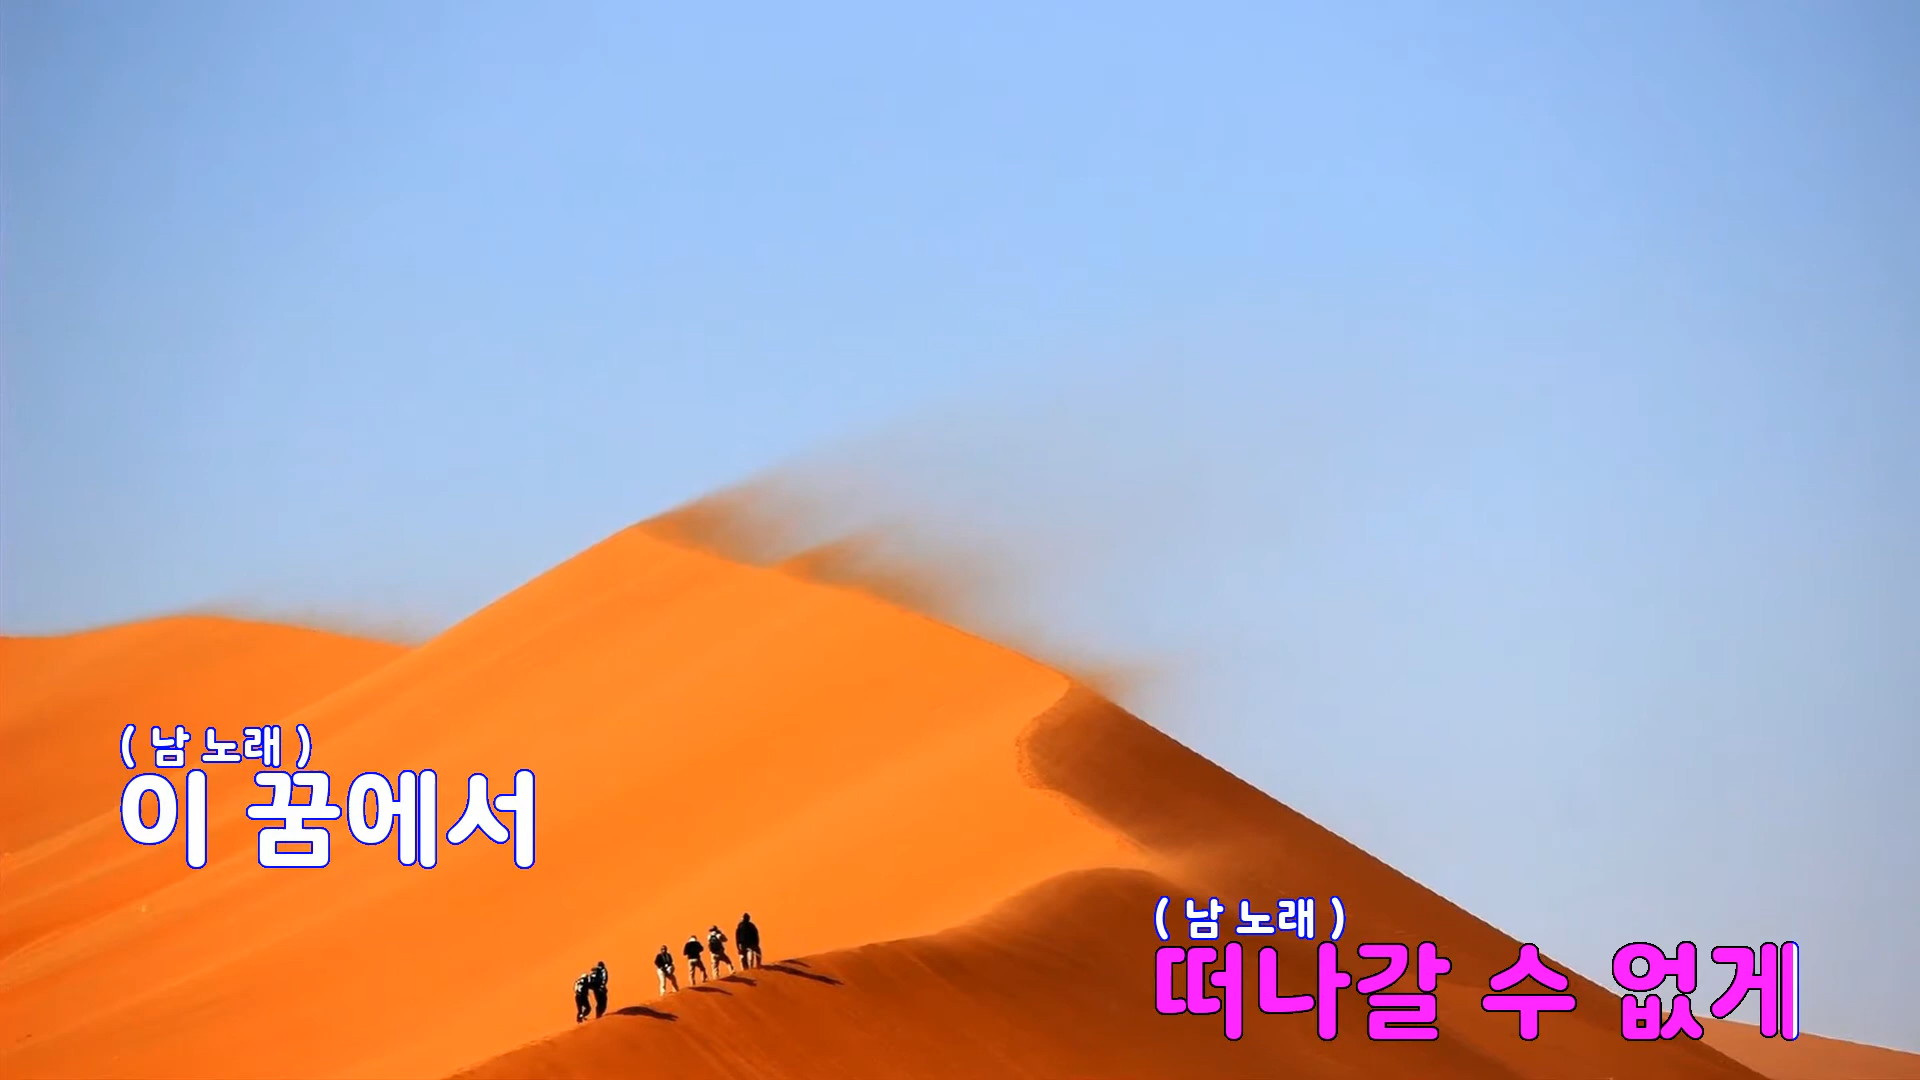 ( 남 노래 )
이 꿈에서
( 남 노래 )
떠나갈 수 없게